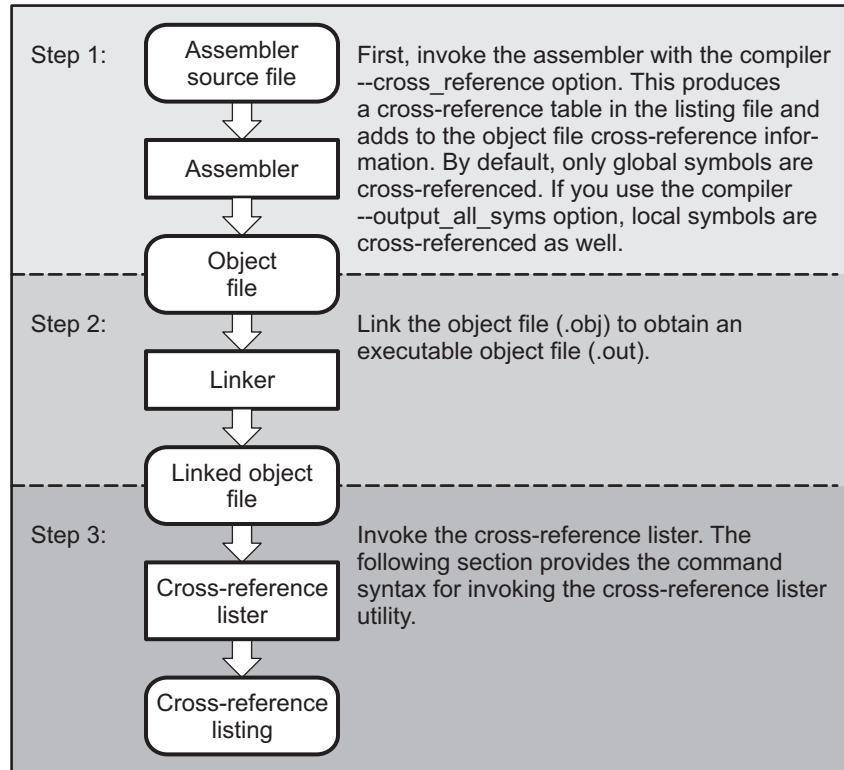 Step 1:
Assembler
source file
Assembler
Object
file
First, invoke the assembler with the compiler
--cross_reference option. This produces
a cross-reference table in the listing file and
adds to the object file cross-reference infor-
mation. By default, only global symbols are
cross-referenced. If you use the compiler
--output_all_syms option, local symbols are
cross-referenced as well.
Step 2:
Linker
Linked object
file
Link the object file (.obj) to obtain an
executable object file (.out).
Step 3:
Cross-reference
lister
Cross-reference
listing
Invoke the cross-reference lister. The
following section provides the command
syntax for invoking the cross-reference lister
utility.